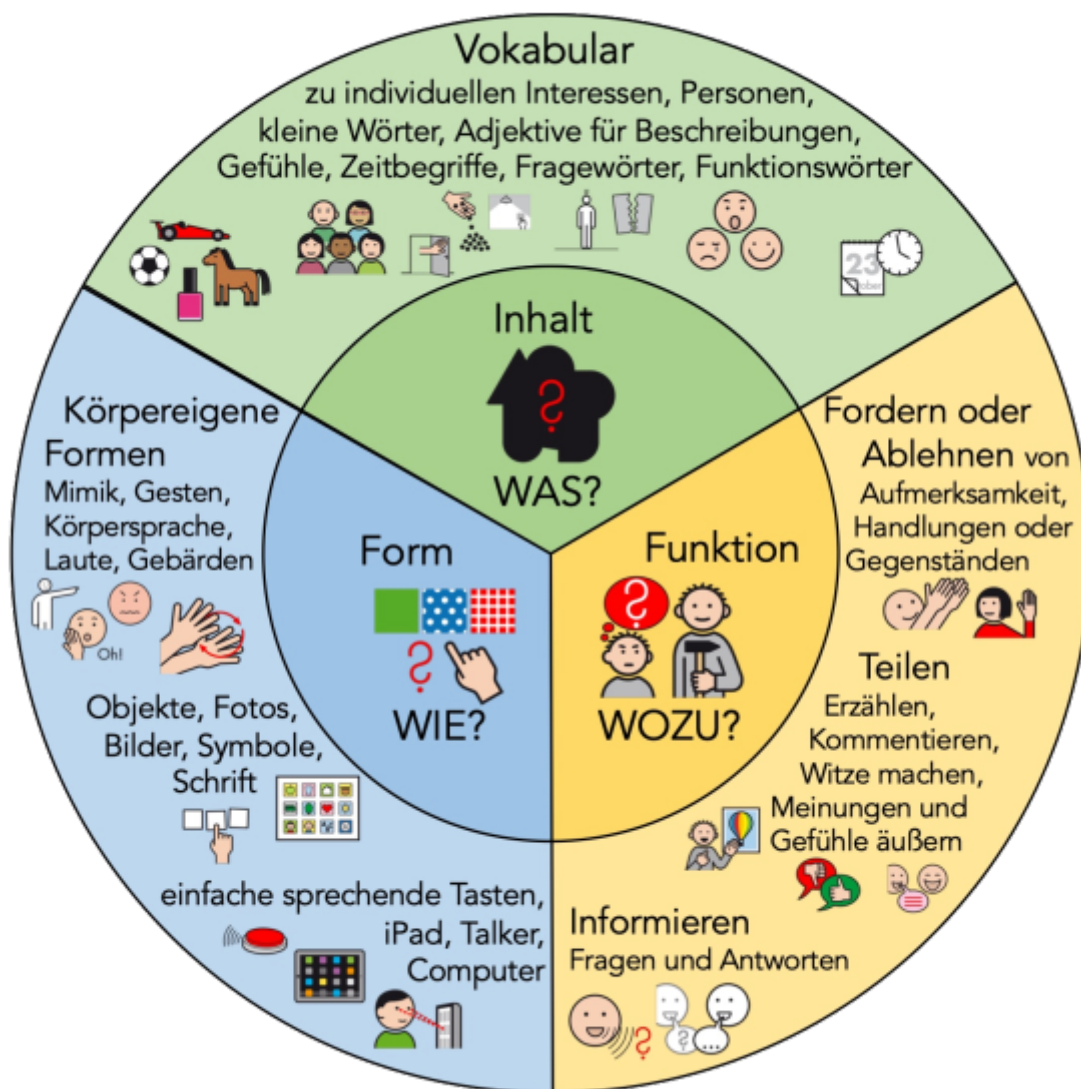 Vokabular
zu individuellen Interessen, Personen,
kleine Wörter, Adjektive für Beschreibungen,
Gefühle, Zeitbegriffe, Fragewörter, Funktionswörter
23
ober
Inhalt
?
WAS?
Körpereigene
Formen
Mimik, Gesten,
Körpersprache,
Laute, Gebärden
Oh!
Objekte, Fotos,
Bilder, Symbole,
Schrift
einfache sprechende Tasten,
iPad, Talker,
Computer
Form
?
WIE?
Funktion
?
WOZU?
Fordern oder
Ablehnen von
Aufmerksamkeit,
Handlungen oder
Gegenständen
Teilen
Erzählen,
Kommentieren,
Witze machen,
Meinungen und
Gefühle äußern
Informieren
Fragen und Antworten
?
?
...